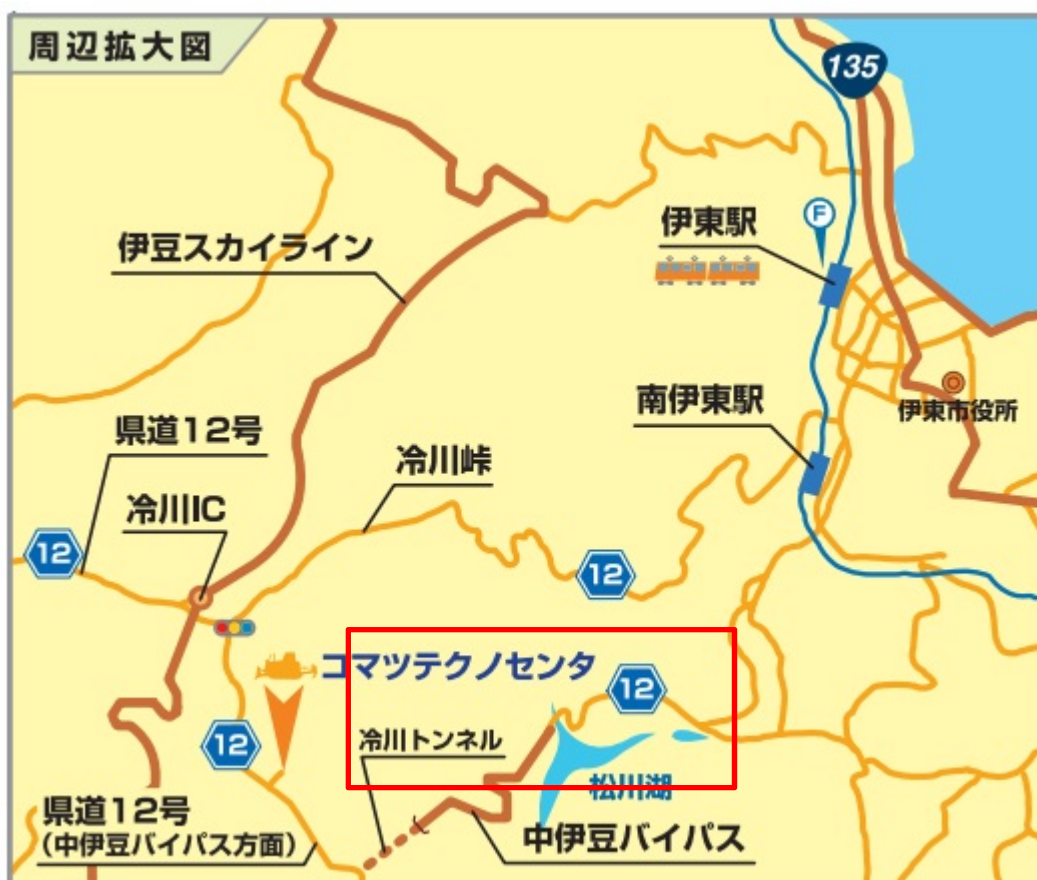 周辺拡大図
135
伊東駅
F
伊豆スカイライン
南伊東駅
伊東市役所
県道12号
冷川峠
冷川IC
12
12
コマツテクノセンタ
12
12
冷川トンネル
松川湖
県道12号
(中伊豆バイパス方面)
中伊豆バイパス